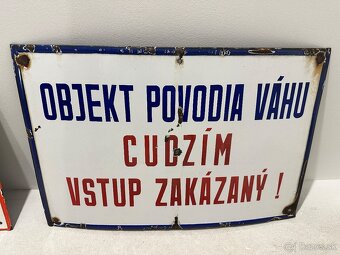 OBJEKT POVODIA VÁHU
CUDZÍM
VSTUP ZAKÁZANÝ !